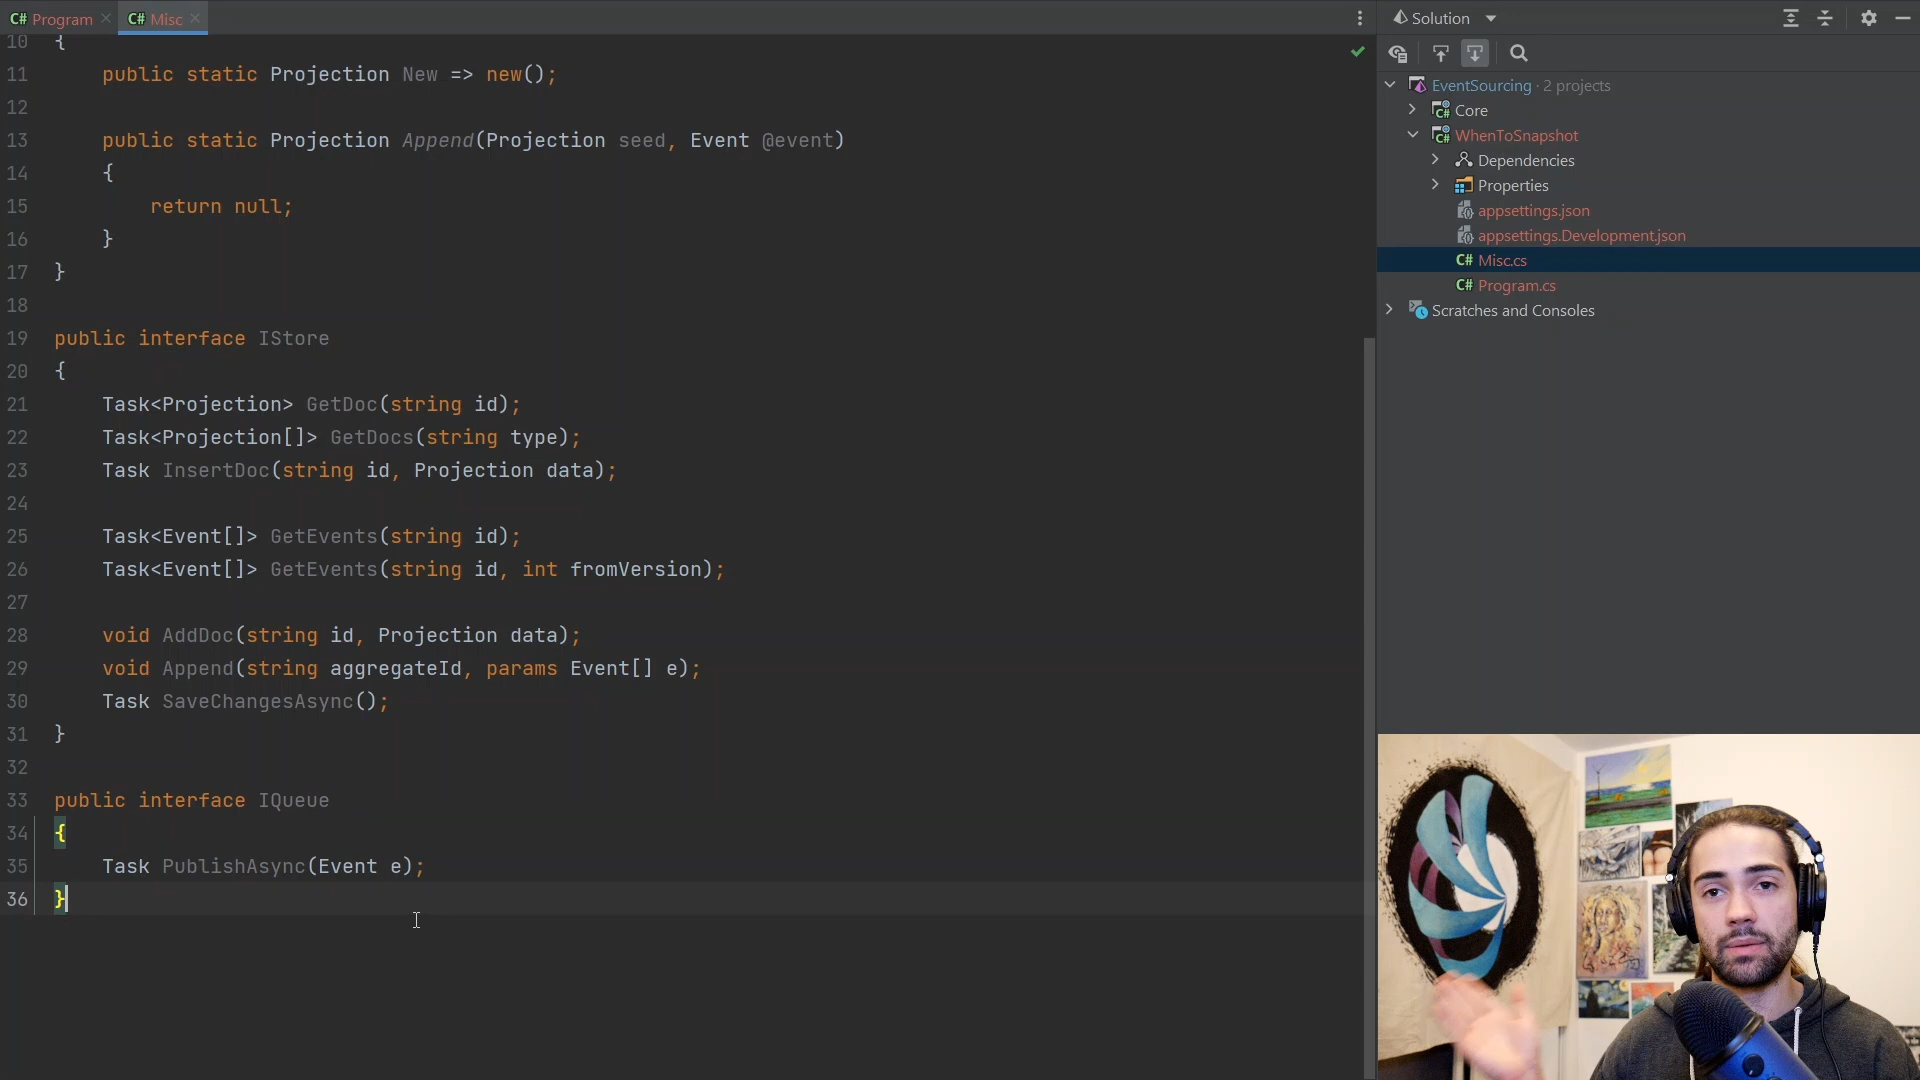 C# Program
C# Misc
10 {
11 public static Projection New => new();
12
13 public static Projection Append(Projection seed, Event @event)
14 {
15 return null;
16 }
17 }
18
19 public interface IStore
20 {
21 Task<Projection> GetDoc(string id);
22 Task<Projection[]> GetDocs(string type);
23 Task InsertDoc(string id, Projection data);
24
25 Task<Event[]> GetEvents(string id);
26 Task<Event[]> GetEvents(string id, int fromVersion);
27
28 void AddDoc(string id, Projection data);
29 void Append(string aggregateId, params Event[] e);
30 Task SaveChangesAsync();
31 }
32
33 public interface IQueue
34 {
35 Task PublishAsync(Event e);
36 }
Solution
EventSourcing · 2 projects
C# Core
C# WhenToSnapshot
Dependencies
Properties
appsettings.json
appsettings.Development.json
C# Misc.cs
C# Program.cs
Scratches and Consoles